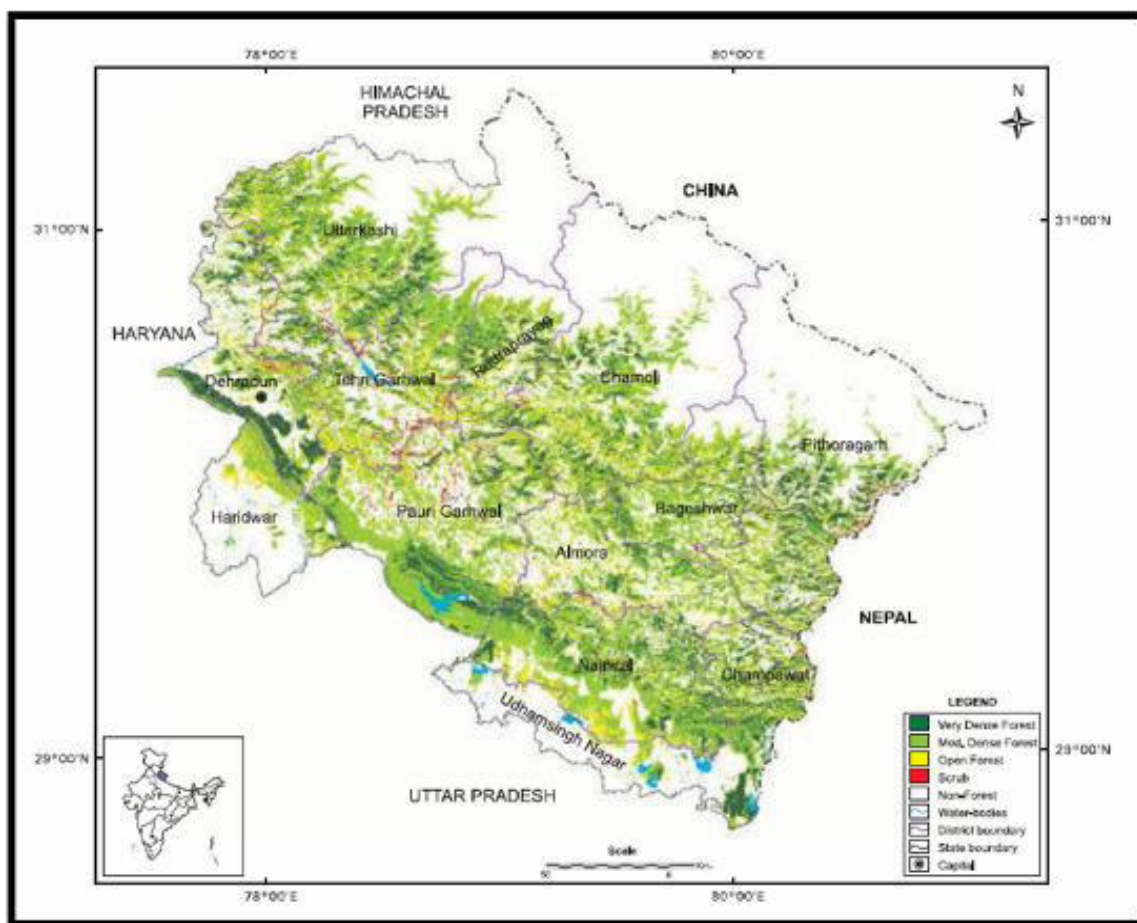 78°00'E
80°00'E
HIMACHAL
PRADESH
N
CHINA
31°00'N
31°00'N
Uttarkashi
HARYANA
Rudraprayag
Dehradun
Tehri Garhwal
Chamoli
Pithoragarh
Haridwar
Pauri Garhwal
Bageshwar
Almora
NEPAL
Nainital
Champawat
Udhamsingh Nagar
29°00'N
29°00'N
UTTAR PRADESH
LEGEND
Very Dense Forest
Mod. Dense Forest
Open Forest
Scrub
Non-Forest
Water-bodies
District boundary
State boundary
Capital
Scale
78°00'E
80°00'E